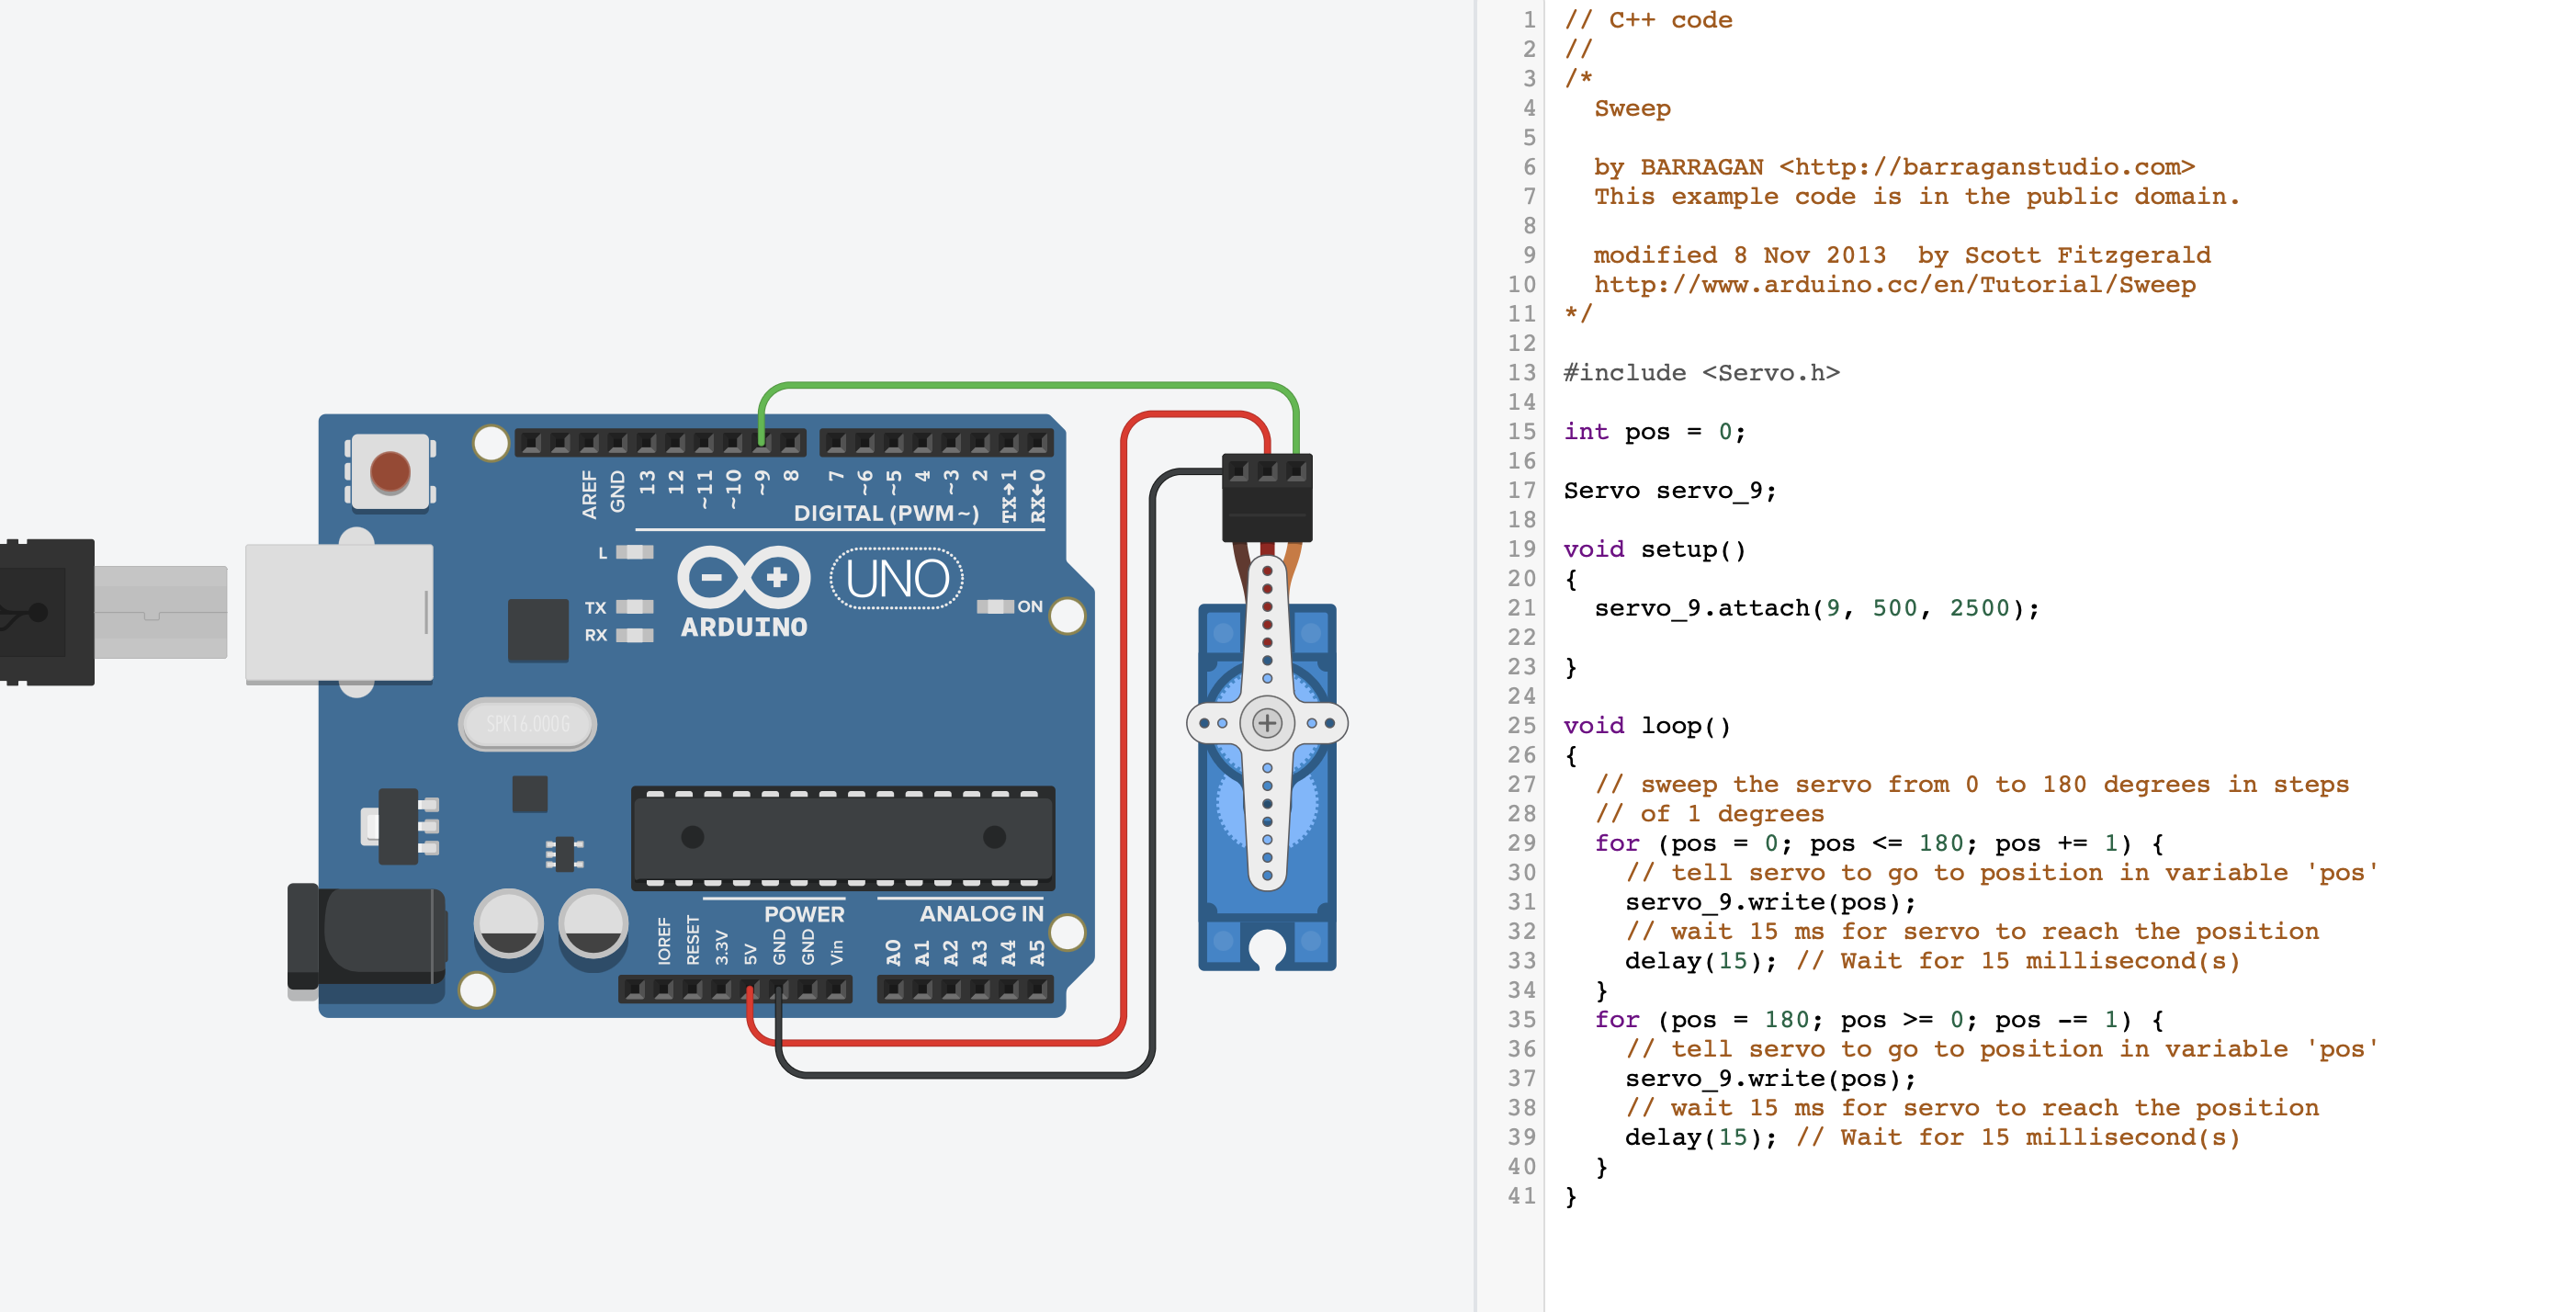 AREF
GND
13
12
~11
~10
~9
8
7
~6
~5
4
~3
2
TX→1
RX←0
DIGITAL (PWM~)
L
TX
RX
UNO
ARDUINO
ON
SPK16.000G
POWER
ANALOG IN
IOREF
RESET
3.3V
5V
GND
GND
Vin
A0
A1
A2
A3
A4
A5
1 // C++ code
2 //
3 /*
4   Sweep
5
6   by BARRAGAN <http://barraganstudio.com>
7   This example code is in the public domain.
8
9   modified 8 Nov 2013  by Scott Fitzgerald
10   http://www.arduino.cc/en/Tutorial/Sweep
11 */
12
13 #include <Servo.h>
14
15 int pos = 0;
16
17 Servo servo_9;
18
19 void setup()
20 {
21   servo_9.attach(9, 500, 2500);
22
23 }
24
25 void loop()
26 {
27   // sweep the servo from 0 to 180 degrees in steps
28   // of 1 degrees
29   for (pos = 0; pos <= 180; pos += 1) {
30     // tell servo to go to position in variable 'pos'
31     servo_9.write(pos);
32     // wait 15 ms for servo to reach the position
33     delay(15); // Wait for 15 millisecond(s)
34   }
35   for (pos = 180; pos >= 0; pos -= 1) {
36     // tell servo to go to position in variable 'pos'
37     servo_9.write(pos);
38     // wait 15 ms for servo to reach the position
39     delay(15); // Wait for 15 millisecond(s)
40   }
41 }